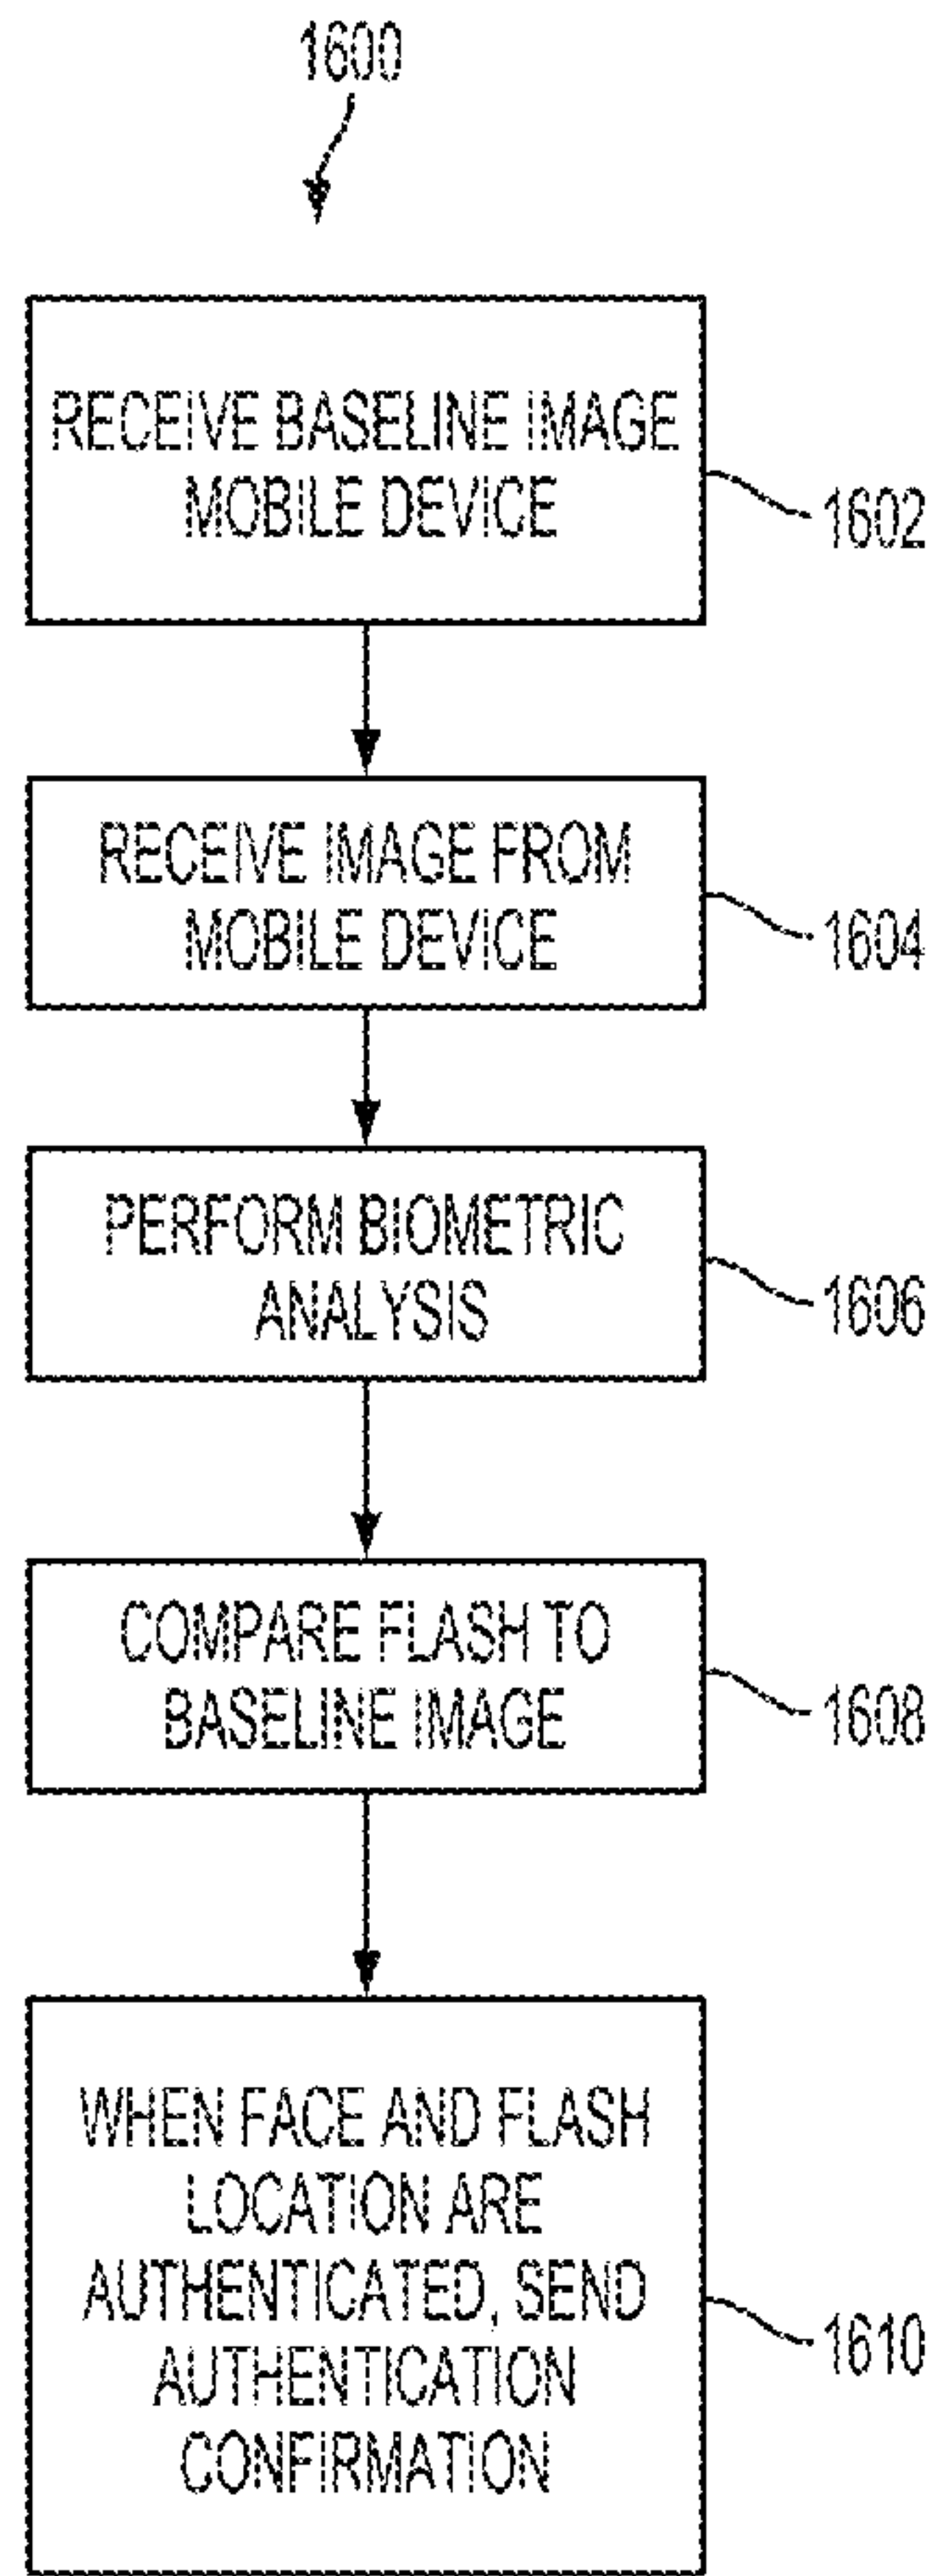 1600
RECEIVE BASELINE IMAGE
MOBILE DEVICE
1602
RECEIVE IMAGE FROM
MOBILE DEVICE
1604
PERFORM BIOMETRIC
ANALYSIS
1606
COMPARE FLASH TO
BASELINE IMAGE
1608
WHEN FACE AND FLASH
LOCATION ARE
AUTHENTICATED, SEND
AUTHENTICATION
CONFIRMATION
1610